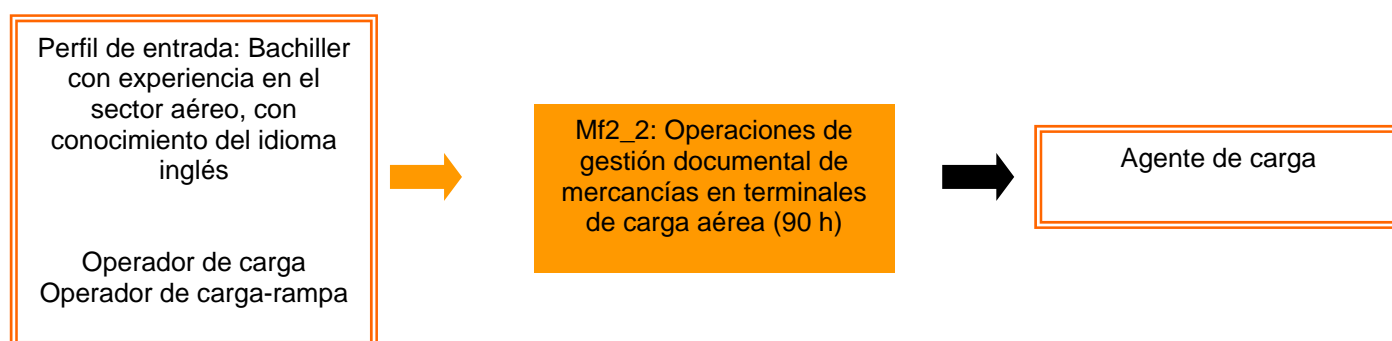 Perfil de entrada: Bachiller
con experiencia en el
sector aéreo, con
conocimiento del idioma
inglés
Operador de carga
Operador de carga-rampa
Mf2_2: Operaciones de
gestión documental de
mercancías en terminales
de carga aérea (90 h)
Agente de carga